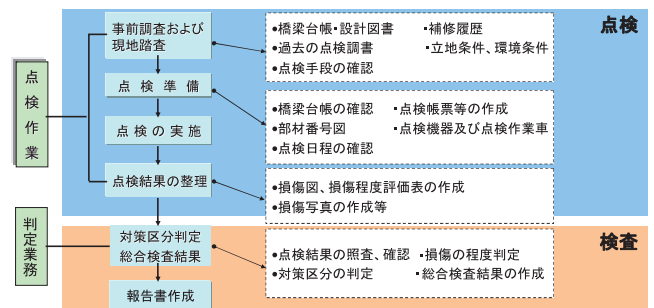 点検
事前調査および
現地踏査
●橋梁台帳・設計図書 ・補修履歴
●過去の点検調書 ・立地条件、環境条件
●点検手段の確認
点検作業
点検準備
●橋梁台帳の確認 ・点検帳票等の作成
●部材番号図 ・点検機器及び点検作業車
●点検日程の確認
点検の実施
点検結果の整理
●損傷図、損傷程度評価表の作成
●損傷写真の作成等
検査
判定業務
対策区分判定
総合検査結果
●点検結果の照査、確認 ・損傷の程度判定
●対策区分の判定 ・総合検査結果の作成
報告書作成